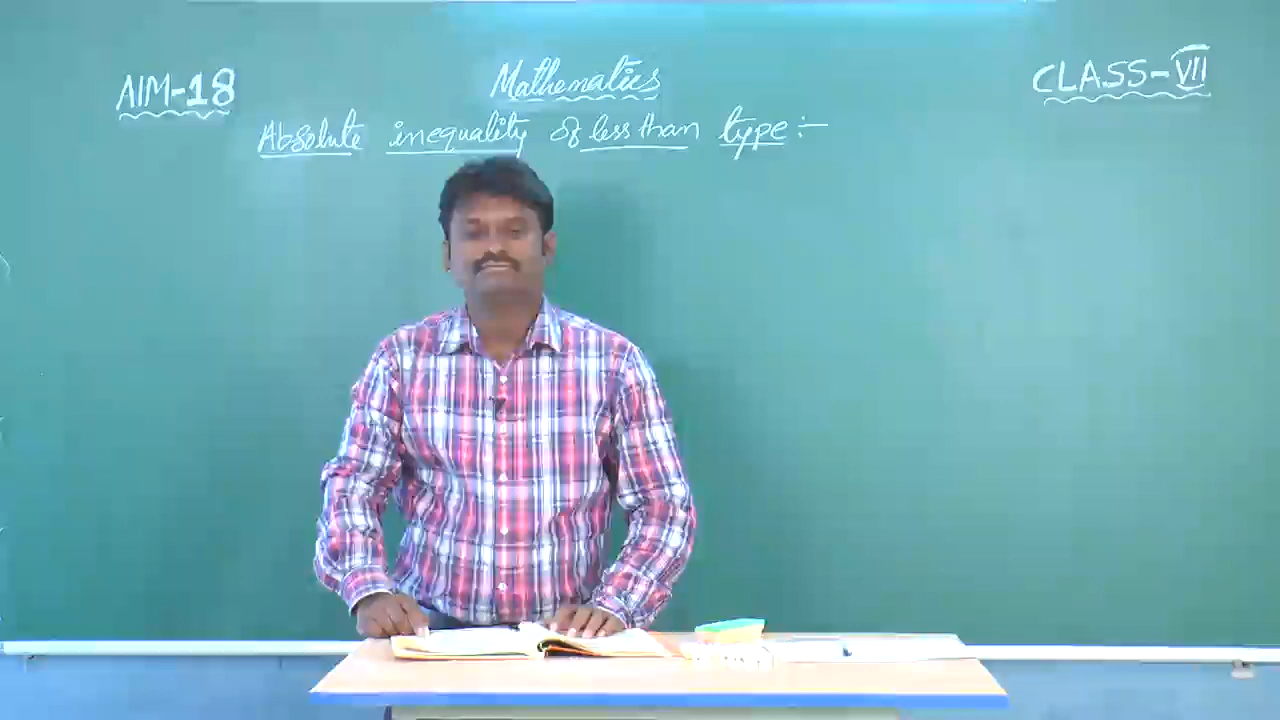 Mathematics
AIM-18
CLASS-VII
Absolute inequality of less than type :-